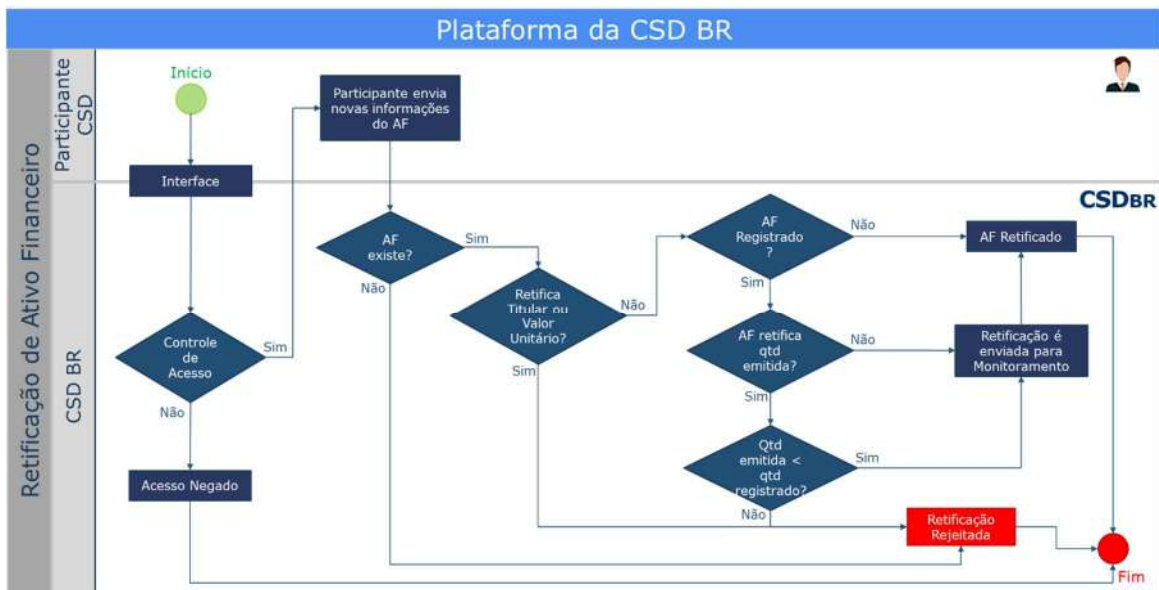 Plataforma da CSD BR
Retificação de Ativo Financeiro
Participante
CSD
CSD BR
Início
Participante envia
novas informações
do AF
Interface
CSDBR
AF
existe?
Sim
Não
AF
Registrado
?
Não
Sim
AF Retificado
Retifica
Titular ou
Valor
Unitário?
Não
Sim
Controle
de
Acesso
Sim
Não
AF retifica
qtd
emitida?
Não
Sim
Retificação é
enviada para
Monitoramento
Qtd
emitida <
qtd
registrado?
Sim
Não
Acesso Negado
Retificação
Rejeitada
Fim